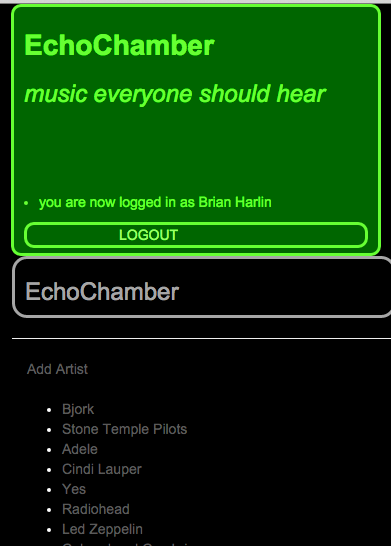 EchoChamber
music everyone should hear
you are now logged in as Brian Harlin
LOGOUT
EchoChamber
Add Artist
Bjork
Stone Temple Pilots
Adele
Cindi Lauper
Yes
Radiohead
Led Zeppelin